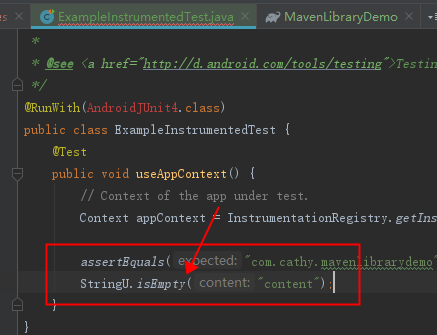 ExampleInstrumentedTest.java × MavenLibraryDemo ×
*
* @see <a href="http://d.android.com/tools/testing">Testin
*/
@RunWith(AndroidJUnit4.class)
public class ExampleInstrumentedTest {
@Test
public void useAppContext() {
// Context of the app under test.
Context appContext = InstrumentationRegistry.getIns
assertEquals( expected: "com.cathy.mavenlibrarydemo"
StringU.isEmpty( content: "content");
}
}